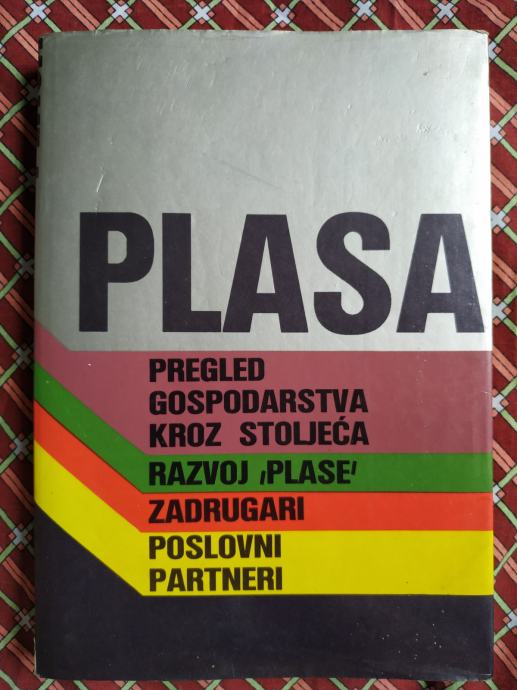 PLASA
PREGLED
GOSPODARSTVA
KROZ STOLJEĆA
RAZVOJ ,PLASE'
ZADRUGARI
POSLOVNI
PARTNERI